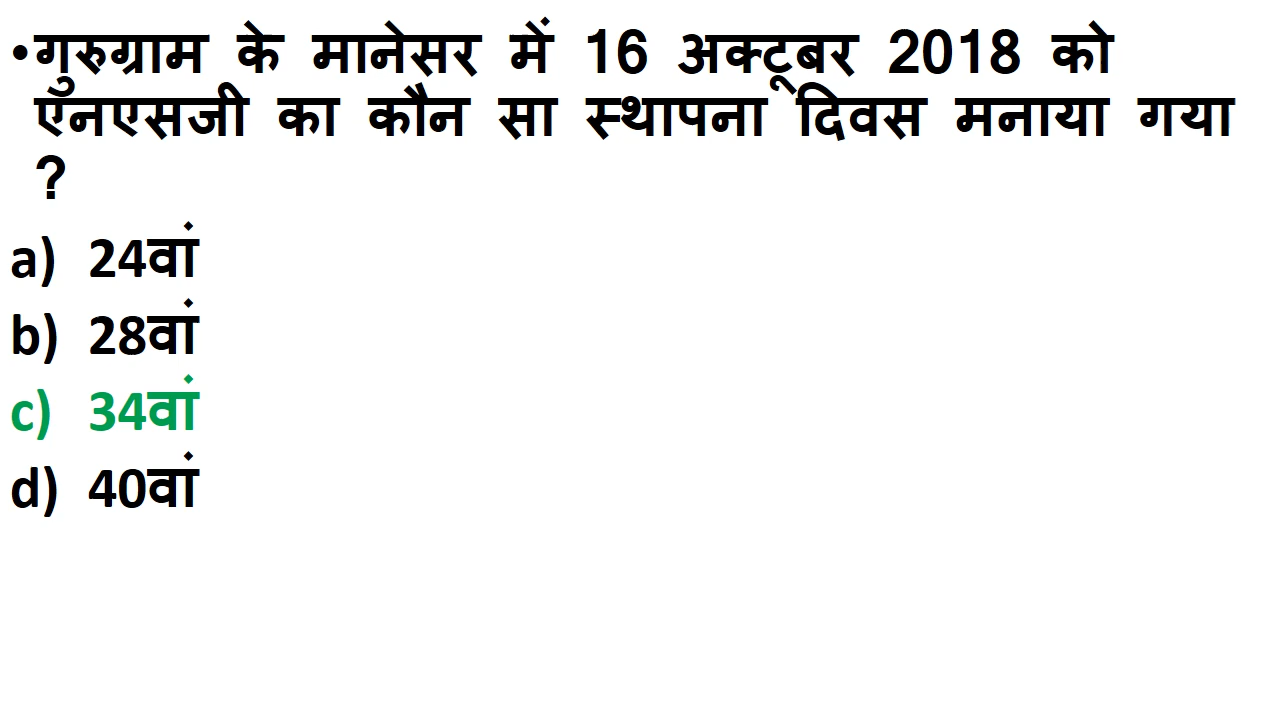 •गुरुग्राम के मानेसर में 16 अक्टूबर 2018 को
एनएसजी का कौन सा स्थापना दिवस मनाया गया
?
a) 24वां
b) 28वां
c) 34वां
d) 40वां